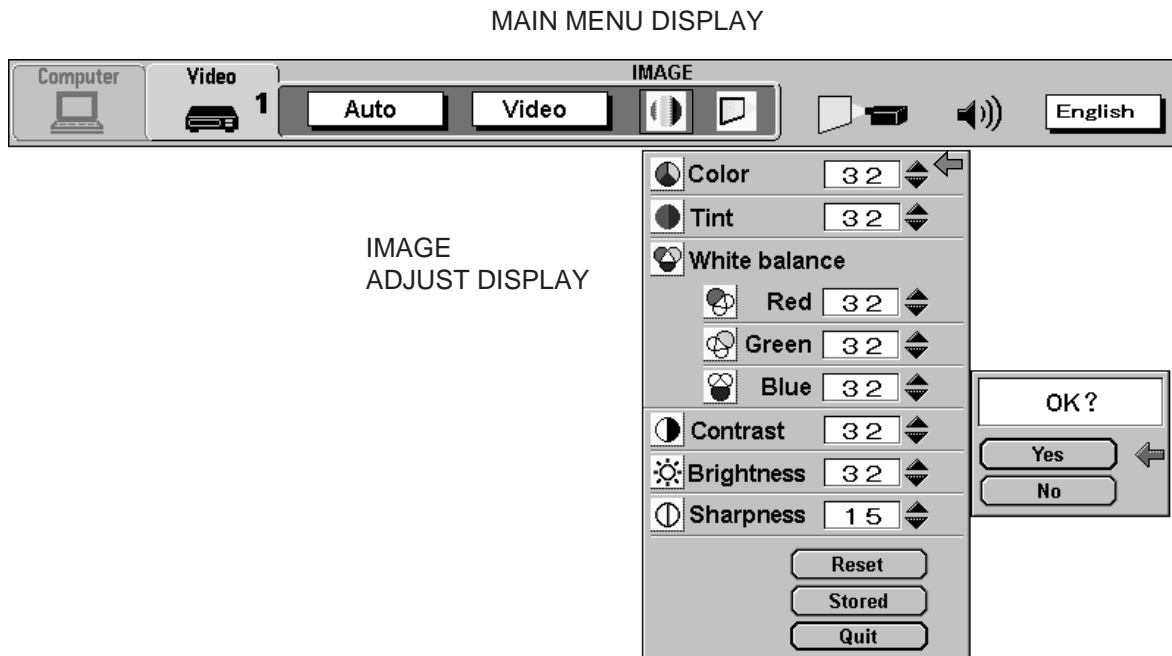 MAIN MENU DISPLAY
IMAGE
Computer Video
1 Auto Video English
Color 32
Tint 32
IMAGE
ADJUST DISPLAY
White balance
Red 32
Green 32
Blue 32
OK?
Contrast 32
Yes
Brightness 32
No
Sharpness 15
Reset
Stored
Quit